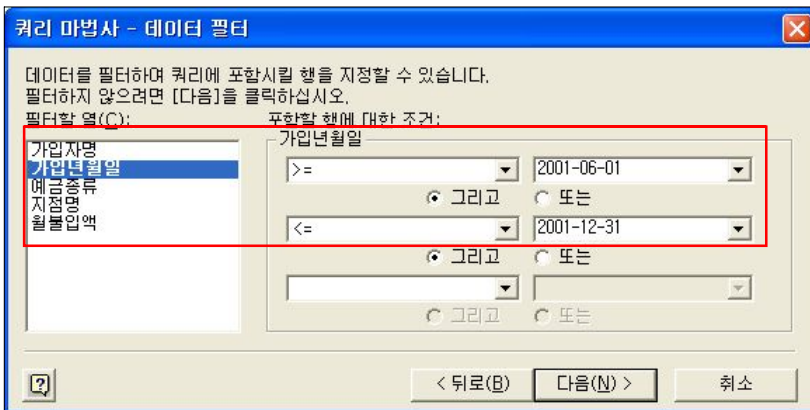 쿼리 마법사 - 데이터 필터
데이터를 필터하여 쿼리에 포함시킬 행을 지정할 수 있습니다.
필터하지 않으려면 [다음]을 클릭하십시오.
필터할 열(C): 포함할 행에 대한 조건:
가입자명
가입년월일
예금종류
지점명
월불입액
가입년월일
>= 2001-06-01
그리고 또는
<= 2001-12-31
그리고 또는
그리고 또는
< 뒤로(B) 다음(N) > 취소